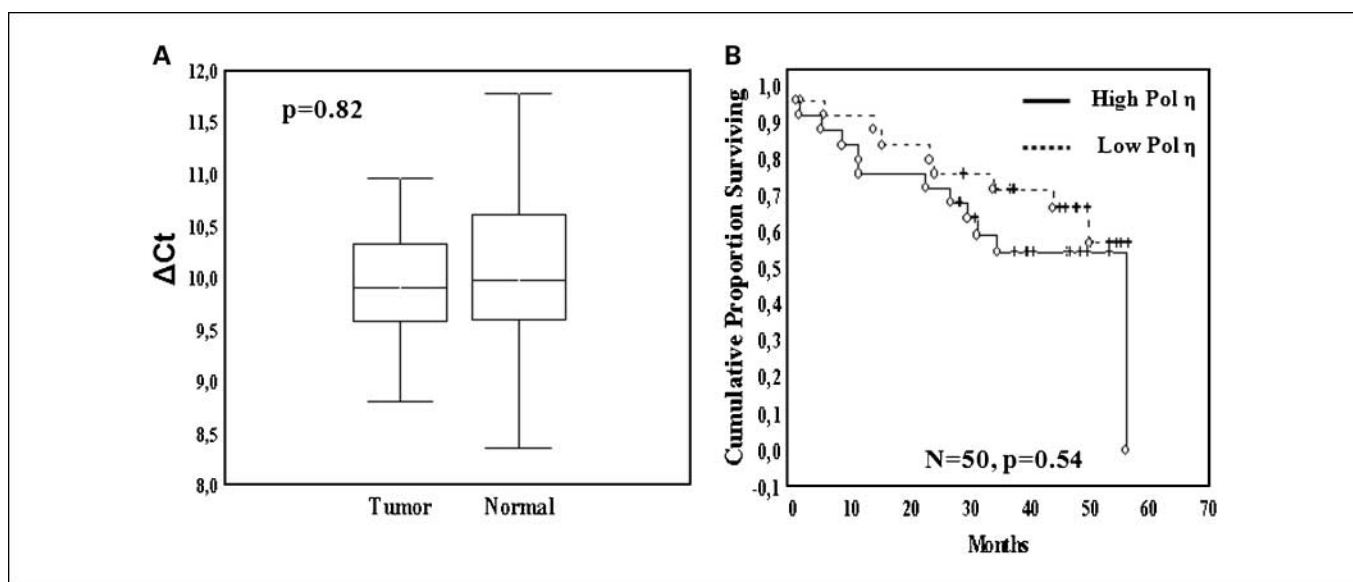 A
ΔCt
12,0
11,5
11,0
10,5
10,0
9,5
9,0
8,5
8,0
p=0.82
Tumor Normal
B
Cumulative Proportion Surviving
1,0
0,9
0,8
0,7
0,6
0,5
0,4
0,3
0,2
0,1
0,0
-0,1
High Pol η
Low Pol η
N=50, p=0.54
0 10 20 30 40 50 60 70
Months